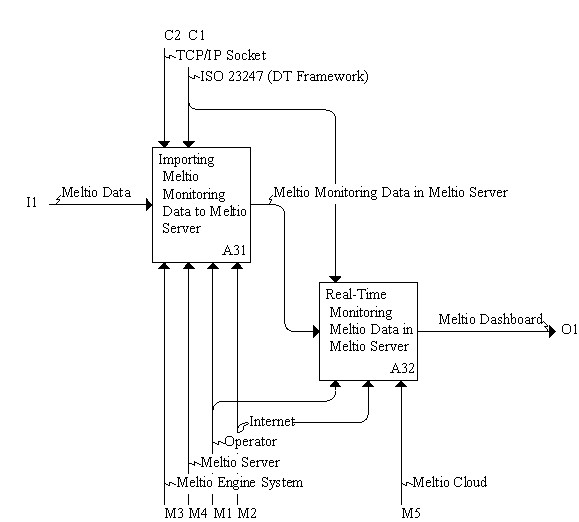 C2 C1
TCP/IP Socket
ISO 23247 (DT Framework)
Importing
Meltio
Monitoring
Data to Meltio
Server
A31
I1
Meltio Data
Meltio Monitoring Data in Meltio Server
Real-Time
Monitoring
Meltio Data in
Meltio Server
A32
Meltio Dashboard
O1
Internet
Operator
Meltio Server
Meltio Engine System
Meltio Cloud
M3 M4 M1 M2
M5